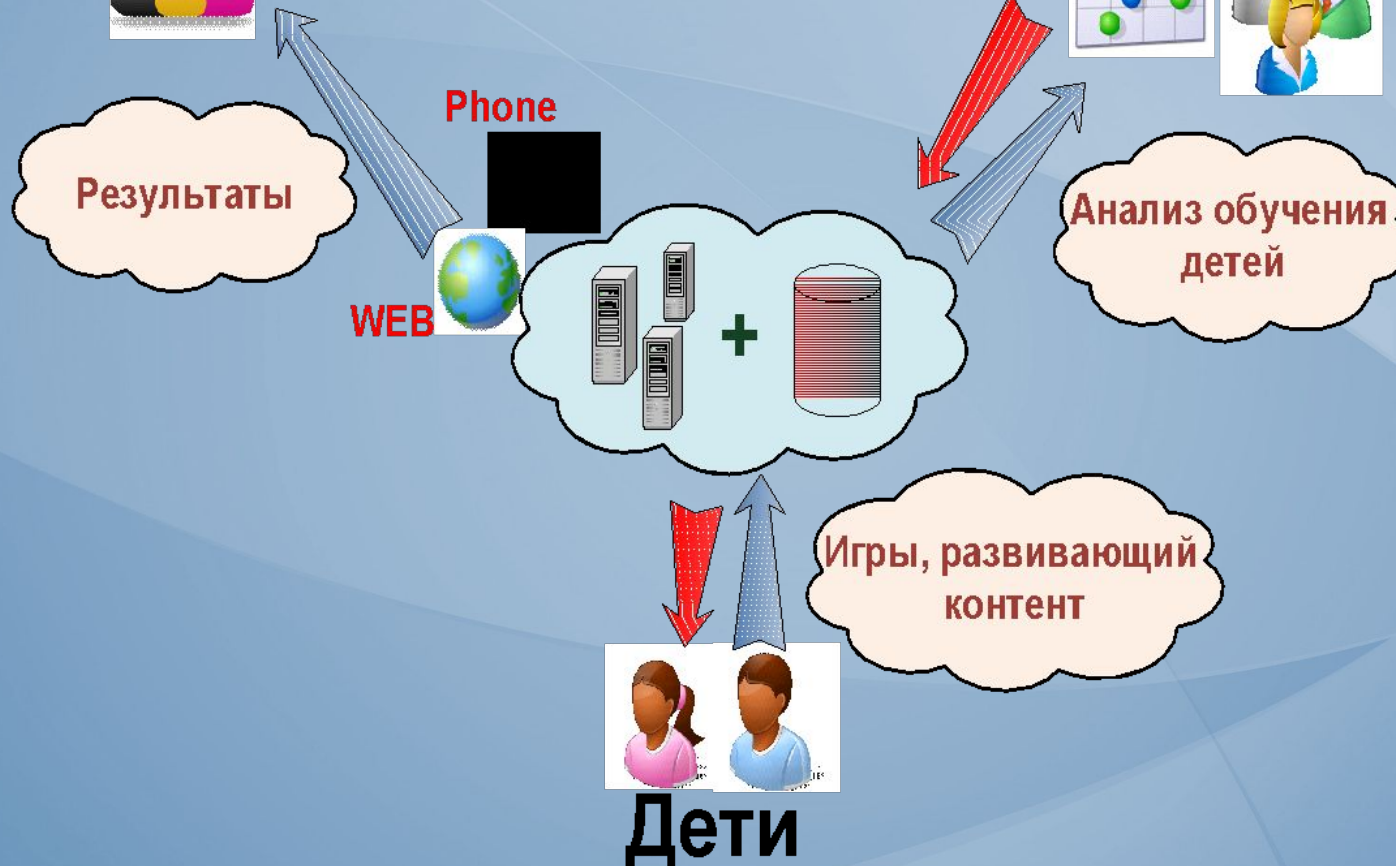 Phone
Результаты
WEB
Анализ обучения
детей
+
Игры, развивающий
контент
Дети